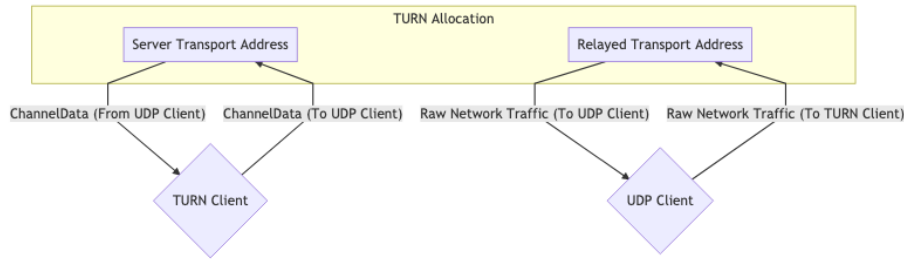 TURN Allocation
Server Transport Address
Relayed Transport Address
ChannelData (From UDP Client)
ChannelData (To UDP Client)
Raw Network Traffic (To UDP Client)
Raw Network Traffic (To TURN Client)
TURN Client
UDP Client